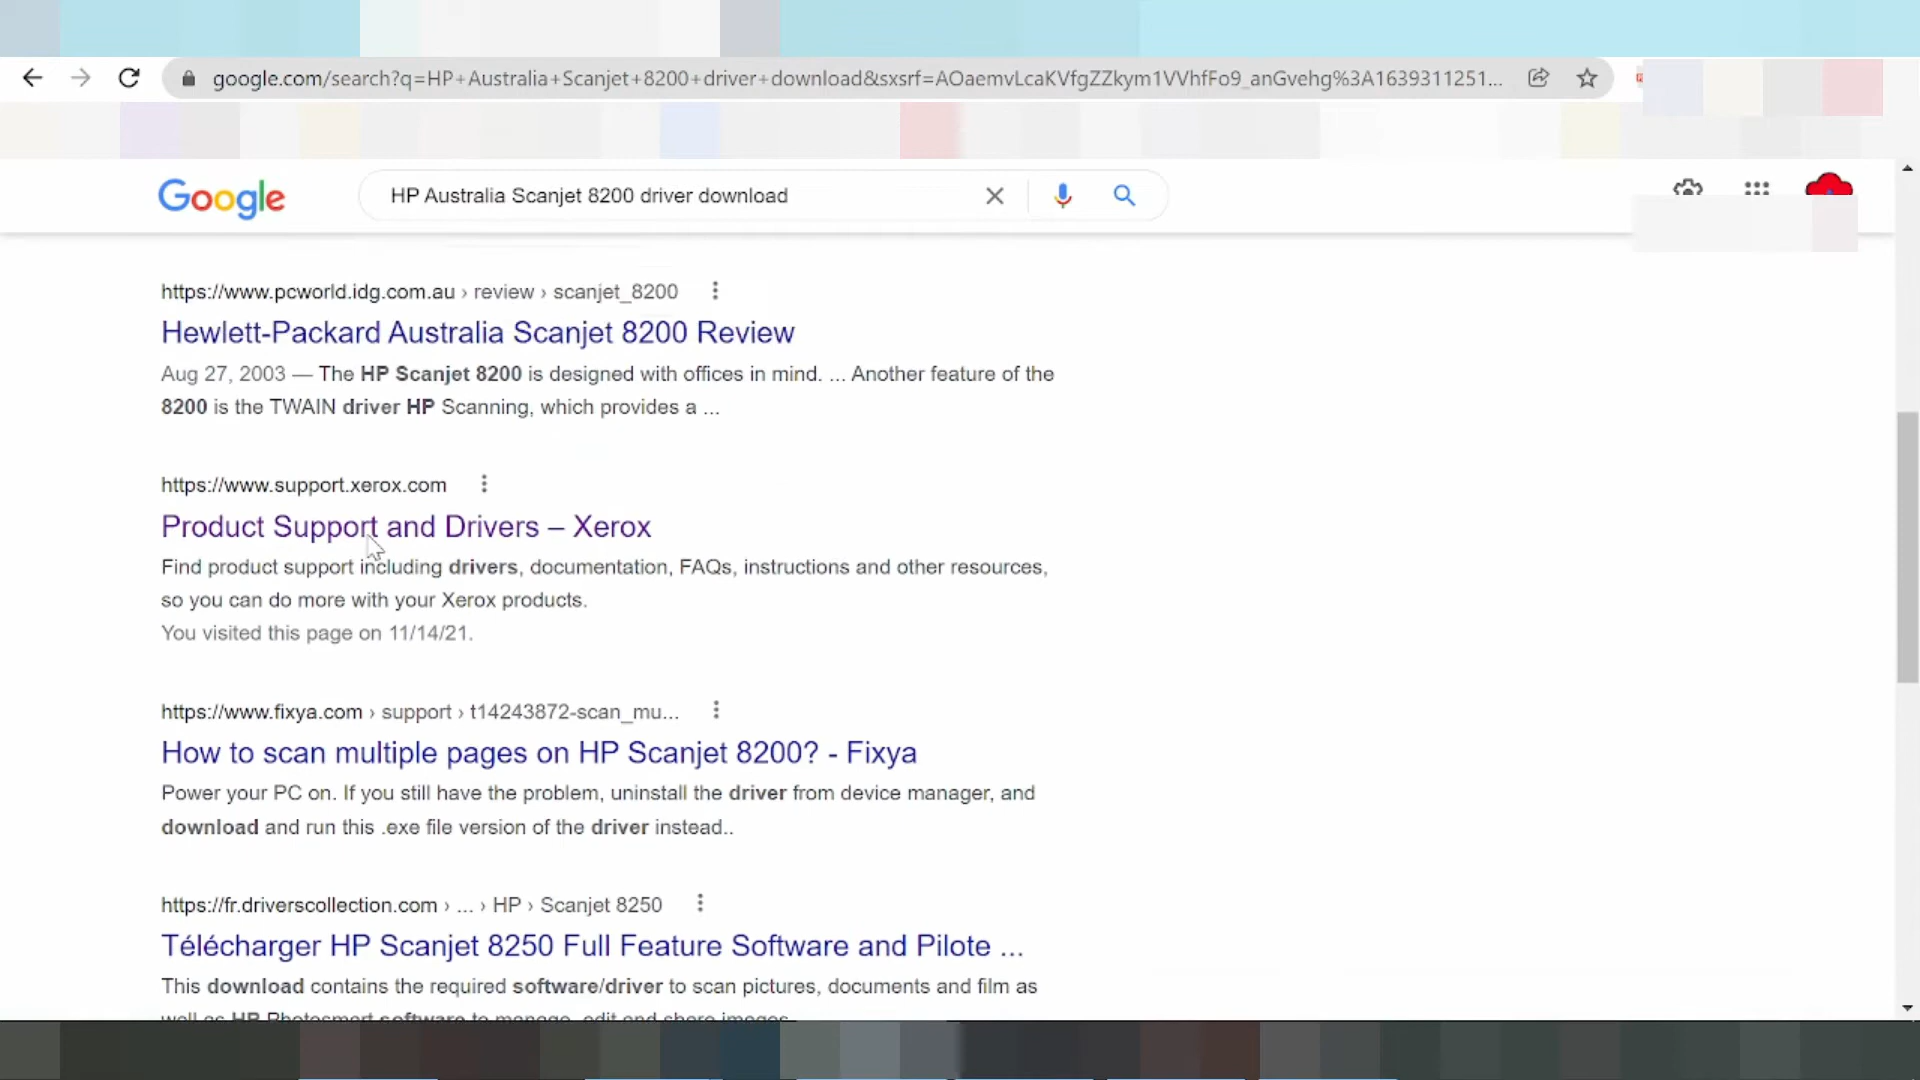 google.com/search?q=HP+Australia+Scanjet+8200+driver+download&sxsrf=AOaemvLcaKVfgZZkym1VVhfFo9_anGvehg%3A1639311251...
Google
HP Australia Scanjet 8200 driver download
https://www.pcworld.idg.com.au › review › scanjet_8200
Hewlett-Packard Australia Scanjet 8200 Review
Aug 27, 2003 — The HP Scanjet 8200 is designed with offices in mind. ... Another feature of the
8200 is the TWAIN driver HP Scanning, which provides a ...
https://www.support.xerox.com
Product Support and Drivers – Xerox
Find product support including drivers, documentation, FAQs, instructions and other resources,
so you can do more with your Xerox products.
You visited this page on 11/14/21.
https://www.fixya.com › support › t14243872-scan_mu...
How to scan multiple pages on HP Scanjet 8200? - Fixya
Power your PC on. If you still have the problem, uninstall the driver from device manager, and
download and run this .exe file version of the driver instead..
https://fr.driverscollection.com › ... › HP › Scanjet 8250
Télécharger HP Scanjet 8250 Full Feature Software and Pilote ...
This download contains the required software/driver to scan pictures, documents and film as
well as HP Photosmart software to manage, edit and share images.